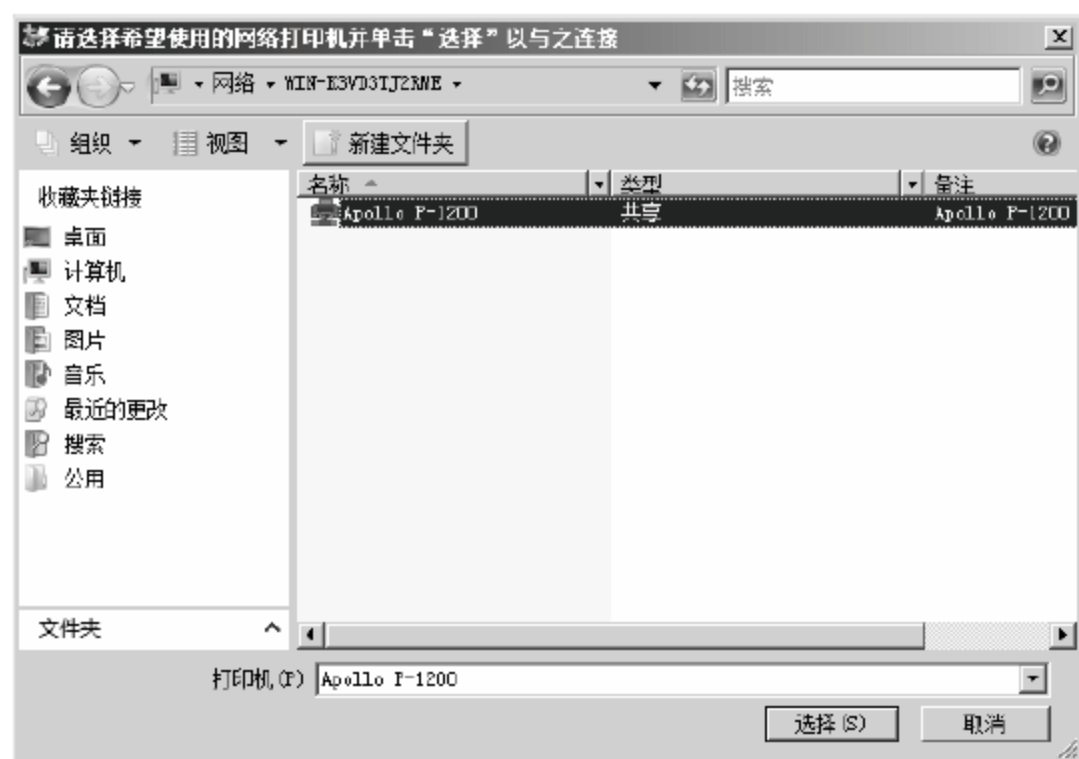 请选择希望使用的网络打印机并单击“选择”以与之连接
网络 WIN-K3VD3TJ2RNE 搜索
组织 视图 新建文件夹
收藏夹链接
桌面
计算机
文档
图片
音乐
最近的更改
搜索
公用
文件夹
名称 类型 备注
Apollo P-1200 共享 Apollo P-1200
打印机(P) Apollo P-1200
选择(S) 取消